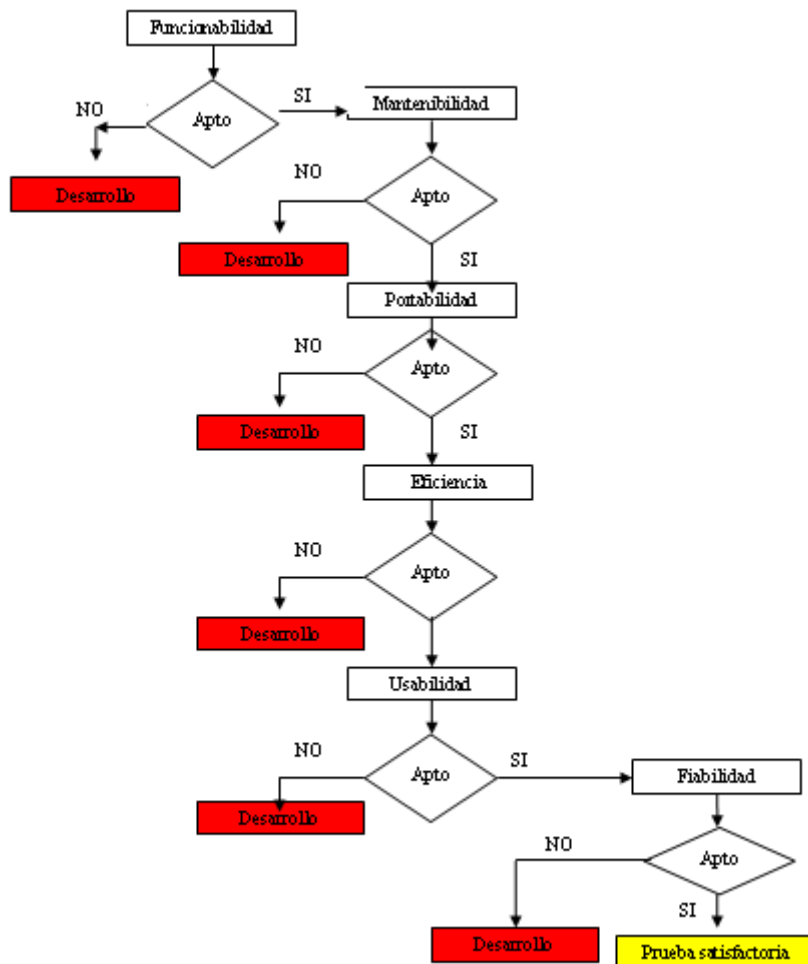 Funcionabilidad
SI
NO
Apto
Mantenibilidad
NO
Apto
Desarrollo
Desarrollo
SI
Portabilidad
NO
Apto
Desarrollo
SI
Eficiencia
NO
Apto
Desarrollo
Usabilidad
NO
Apto
SI
Fiabilidad
Desarrollo
NO
Apto
SI
Desarrollo
Prueba satisfactoria